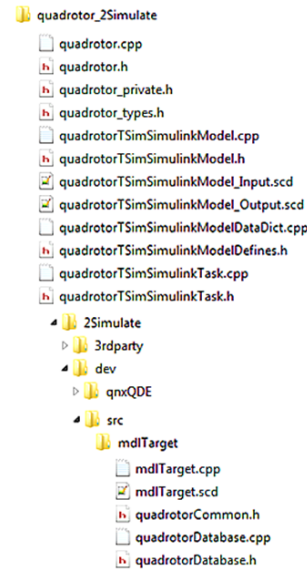 quadrotor_2Simulate
quadrotor.cpp
quadrotor.h
quadrotor_private.h
quadrotor_types.h
quadrotorTSimSimulinkModel.cpp
quadrotorTSimSimulinkModel.h
quadrotorTSimSimulinkModel_Input.scd
quadrotorTSimSimulinkModel_Output.scd
quadrotorTSimSimulinkModelDataDict.cpp
quadrotorTSimSimulinkModelDefines.h
quadrotorTSimSimulinkTask.cpp
quadrotorTSimSimulinkTask.h
2Simulate
3rdparty
dev
qnxQDE
src
mdlTarget
mdlTarget.cpp
mdlTarget.scd
quadrotorCommon.h
quadrotorDatabase.cpp
quadrotorDatabase.h